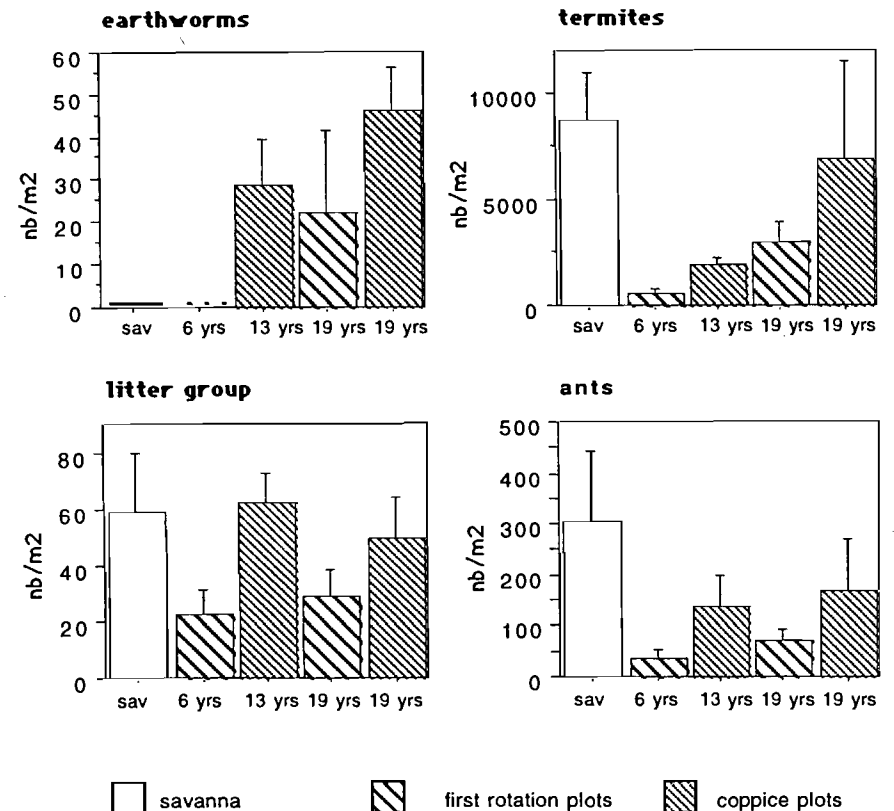 earthworms
60
50
40
30
20
10
0
nb/m2
sav 6 yrs 13 yrs 19 yrs 19 yrs
termites
10000
5000
0
nb/m2
sav 6 yrs 13 yrs 19 yrs 19 yrs
litter group
80
60
40
20
0
nb/m2
sav 6 yrs 13 yrs 19 yrs 19 yrs
ants
500
400
300
200
100
0
nb/m2
sav 6 yrs 13 yrs 19 yrs 19 yrs
savanna first rotation plots coppice plots